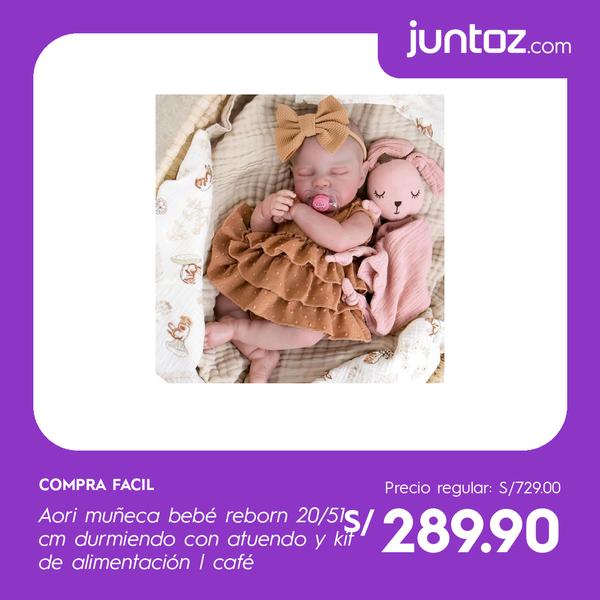 juntoz.com
COMPRA FACIL
Aori muñeca bebé reborn 20/51
cm durmiendo con atuendo y kit
de alimentación | café
Precio regular: S/729.00
S/ 289.90